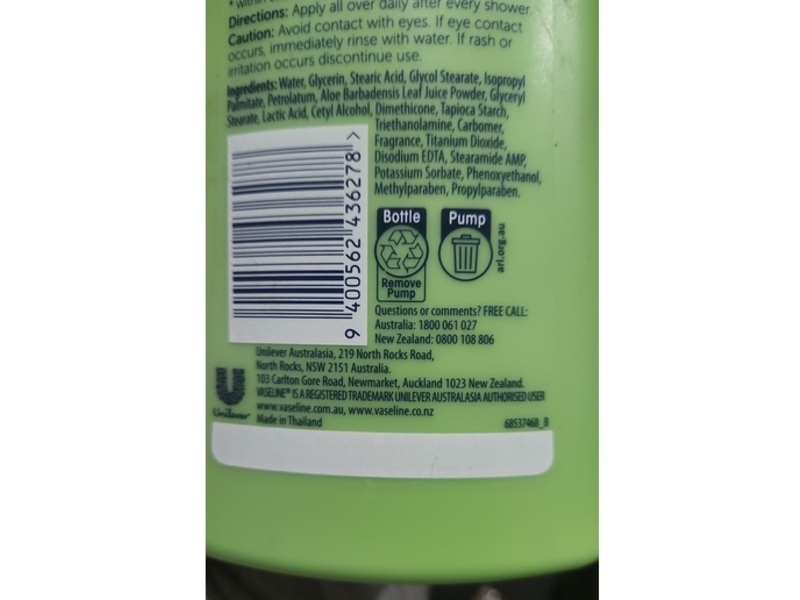 Directions: Apply all over daily after every shower.
Caution: Avoid contact with eyes. If eye contact
occurs, immediately rinse with water. If rash or
irritation occurs discontinue use.
Ingredients: Water, Glycerin, Stearic Acid, Glycol Stearate, Isopropyl
Palmitate, Petrolatum, Aloe Barbadensis Leaf Juice Powder, Glyceryl
Stearate, Lactic Acid, Cetyl Alcohol, Dimethicone, Tapioca Starch,
Triethanolamine, Carbomer,
Fragrance, Titanium Dioxide,
Disodium EDTA, Stearamide AMP,
Potassium Sorbate, Phenoxyethanol,
Methylparaben, Propylparaben.
9 400562 436278 >
Bottle
Remove
Pump
Pump
arl.org.au
Questions or comments? FREE CALL:
Australia: 1800 061 027
New Zealand: 0800 108 806
Unilever Australasia, 219 North Rocks Road,
North Rocks, NSW 2151 Australia.
103 Carlton Gore Road, Newmarket, Auckland 1023 New Zealand.
VASELINE® IS A REGISTERED TRADEMARK UNILEVER AUSTRALASIA AUTHORISED USER
www.vaseline.com.au, www.vaseline.co.nz
Made in Thailand
Unilever
68537468_B